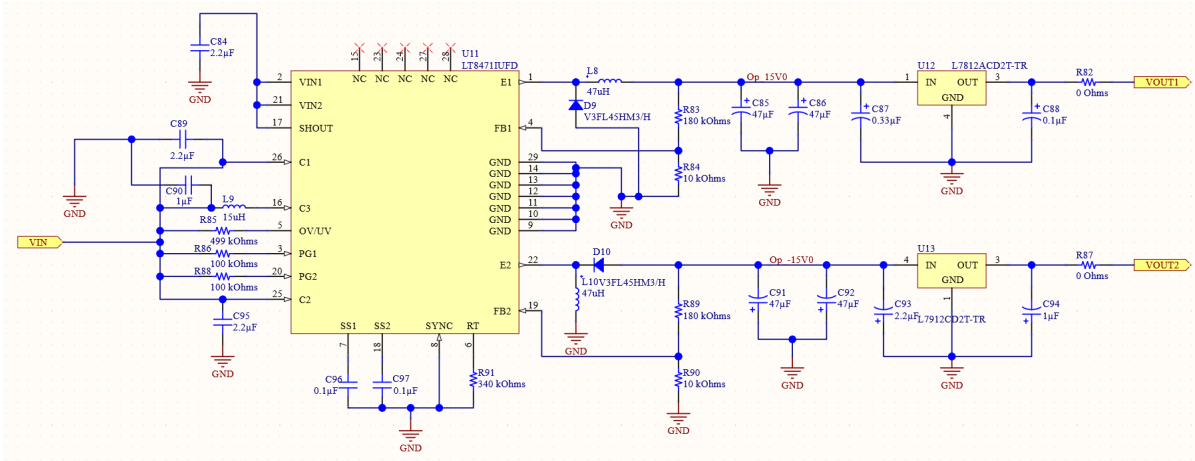 C84
2.2µF
GND
15
23
24
27
28
NC
NC
NC
NC
NC
U11
LT8471IUFD
2
VIN1
21
VIN2
17
SHOUT
26
C1
16
C3
5
OV/UV
3
PG1
20
PG2
25
C2
E1
1
FB1
4
GND
29
GND
14
GND
13
GND
12
GND
11
GND
10
GND
9
E2
22
FB2
19
SS1
SS2
SYNC
RT
7
18
8
6
C89
2.2µF
C90
1µF
GND
L9
15uH
R85
499 kOhms
R86
100 kOhms
R88
100 kOhms
VIN
C95
2.2µF
GND
C96
0.1µF
C97
0.1µF
R91
340 kOhms
GND
L8
47uH
D9
V3FL45HM3/H
R83
180 kOhms
R84
10 kOhms
GND
Op_15V0
C85
47µF
C86
47µF
GND
C87
0.33µF
U12
L7812ACD2T-TR
1
IN
OUT
3
GND
4
C88
0.1µF
GND
R82
0 Ohms
VOUT1
D10
V3FL45HM3/H
L10
47uH
GND
R89
180 kOhms
R90
10 kOhms
GND
Op_-15V0
C91
47µF
C92
47µF
GND
C93
2.2µF
U13
L7912CD2T-TR
4
IN
OUT
3
GND
1
C94
1µF
GND
R87
0 Ohms
VOUT2